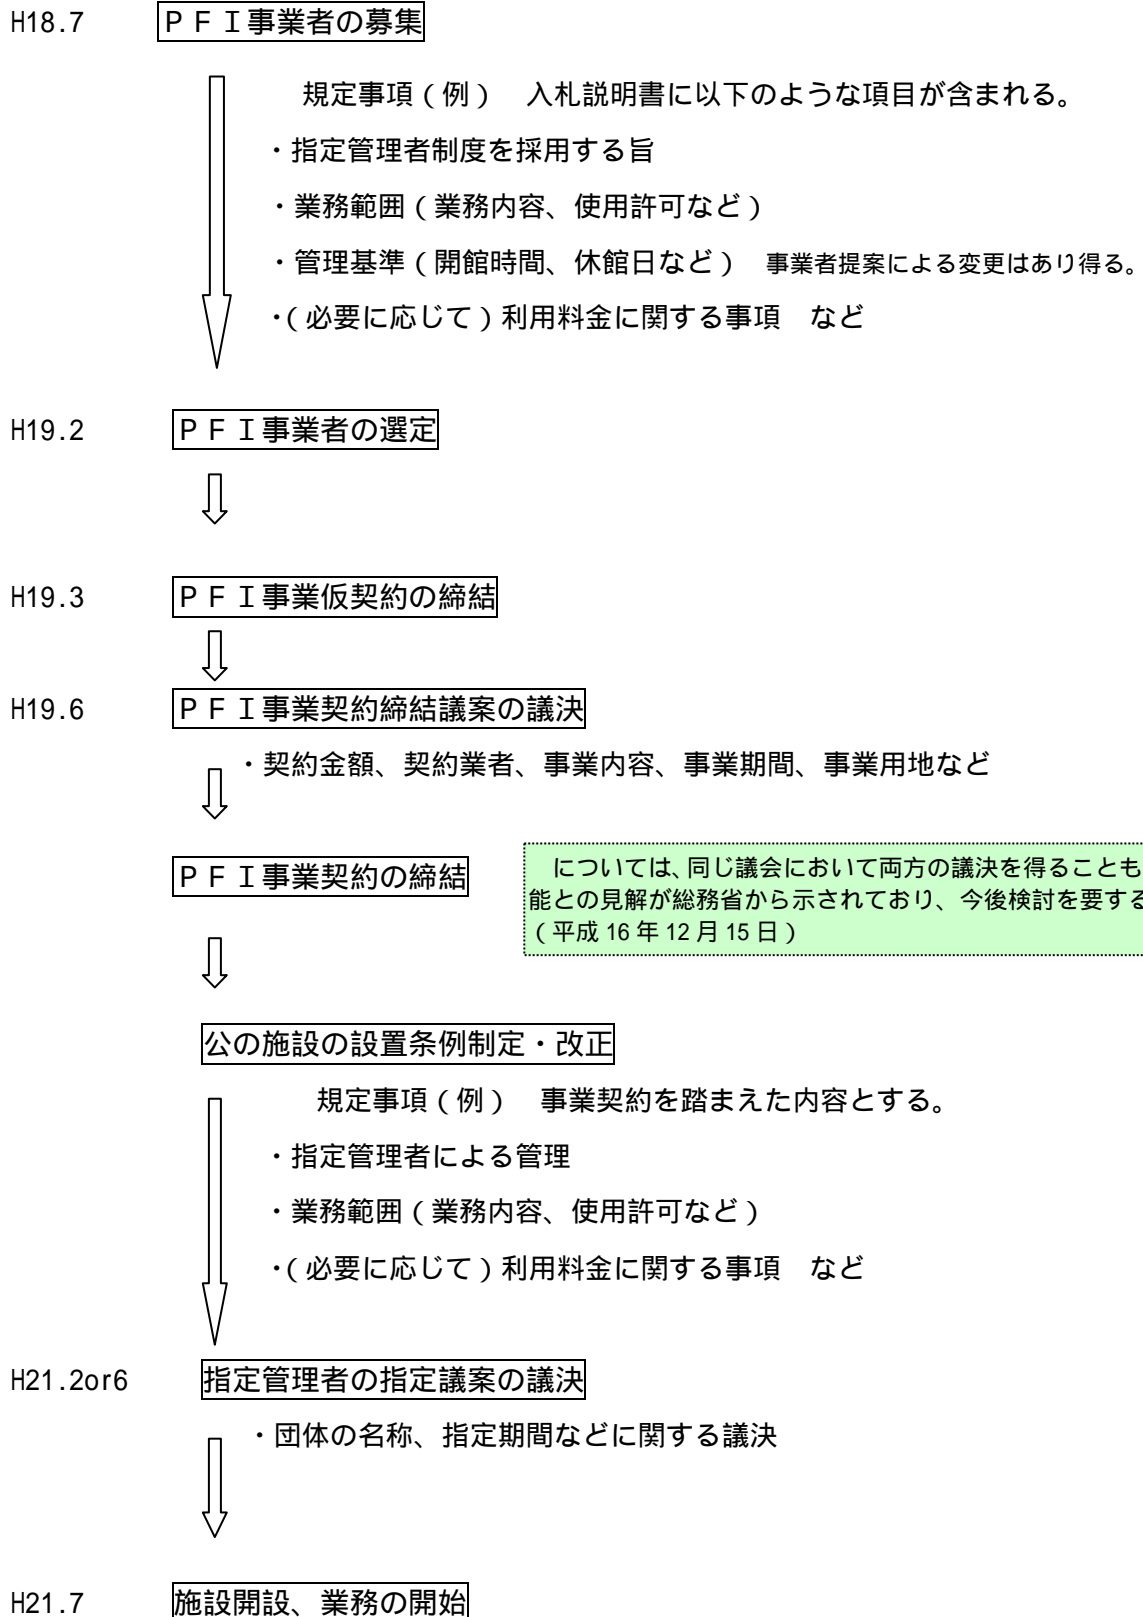 H18.7 ＰＦＩ事業者の募集
規定事項（例） 入札説明書に以下のような項目が含まれる。
・指定管理者制度を採用する旨
・業務範囲（業務内容、使用許可など）
・管理基準（開館時間、休館日など） 事業者提案による変更はあり得る。
・（必要に応じて）利用料金に関する事項 など
H19.2 ＰＦＩ事業者の選定
H19.3 ＰＦＩ事業仮契約の締結
H19.6 ＰＦＩ事業契約締結議案の議決
・契約金額、契約業者、事業内容、事業期間、事業用地など
ＰＦＩ事業契約の締結
については、同じ議会において両方の議決を得ることも
能との見解が総務省から示されており、今後検討を要する
（平成 16 年 12 月 15 日）
公の施設の設置条例制定・改正
規定事項（例） 事業契約を踏まえた内容とする。
・指定管理者による管理
・業務範囲（業務内容、使用許可など）
・（必要に応じて）利用料金に関する事項 など
H21.2or6 指定管理者の指定議案の議決
・団体の名称、指定期間などに関する議決
H21.7 施設開設、業務の開始